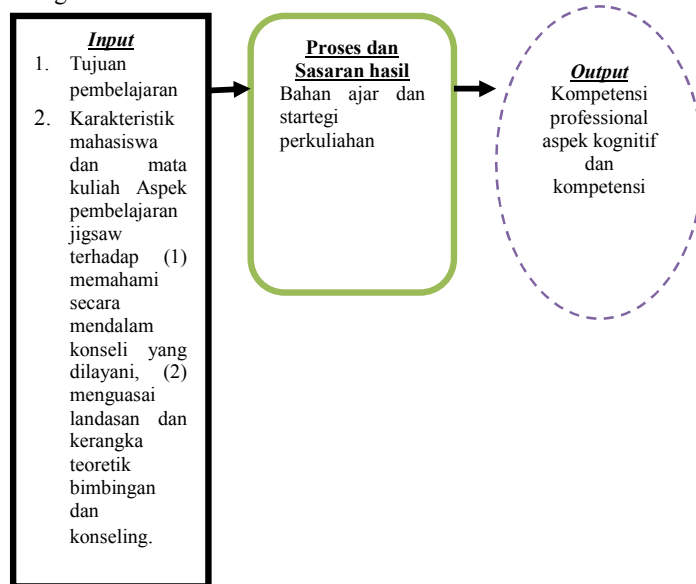 Input
1. Tujuan
pembelajaran
2. Karakteristik
mahasiswa
dan mata
kuliah Aspek
pembelajaran
jigsaw
terhadap (1)
memahami
secara
mendalam
konseli yang
dilayani, (2)
menguasai
landasan dan
kerangka
teoretik
bimbingan
dan
konseling.
Proses dan
Sasaran hasil
Bahan ajar dan
startegi
perkuliahan
Output
Kompetensi
professional
aspek kognitif
dan
kompetensi